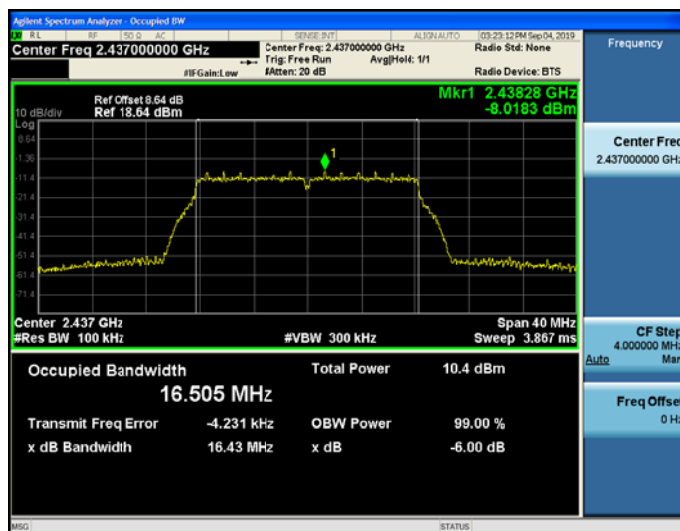 Agilent Spectrum Analyzer - Occupied BW
RL RF 50 Ω AC SENSE:INT ALIGN AUTO 03:23:12 PM Sep 04, 2019
Center Freq 2.437000000 GHz
Center Freq: 2.437000000 GHz
Radio Std: None
Trig: Free Run Avg|Hold: 1/1
#IFGain:Low
#Atten: 20 dB
Radio Device: BTS
Frequency
Ref Offset 8.64 dB
10 dB/div Ref 18.64 dBm
Mkr1 2.43828 GHz
-8.0183 dBm
Log
8.64
-1.36
-11.4
-21.4
-31.4
-41.4
-51.4
-61.4
-71.4
1
Center 2.437 GHz
Span 40 MHz
#Res BW 100 kHz
#VBW 300 kHz
Sweep 3.867 ms
Occupied Bandwidth
16.505 MHz
Total Power 10.4 dBm
Transmit Freq Error -4.231 kHz
OBW Power 99.00 %
x dB Bandwidth 16.43 MHz
x dB -6.00 dB
Center Freq
2.437000000 GHz
CF Step
4.000000 MHz
Auto Man
Freq Offset
0 Hz
MSG
STATUS